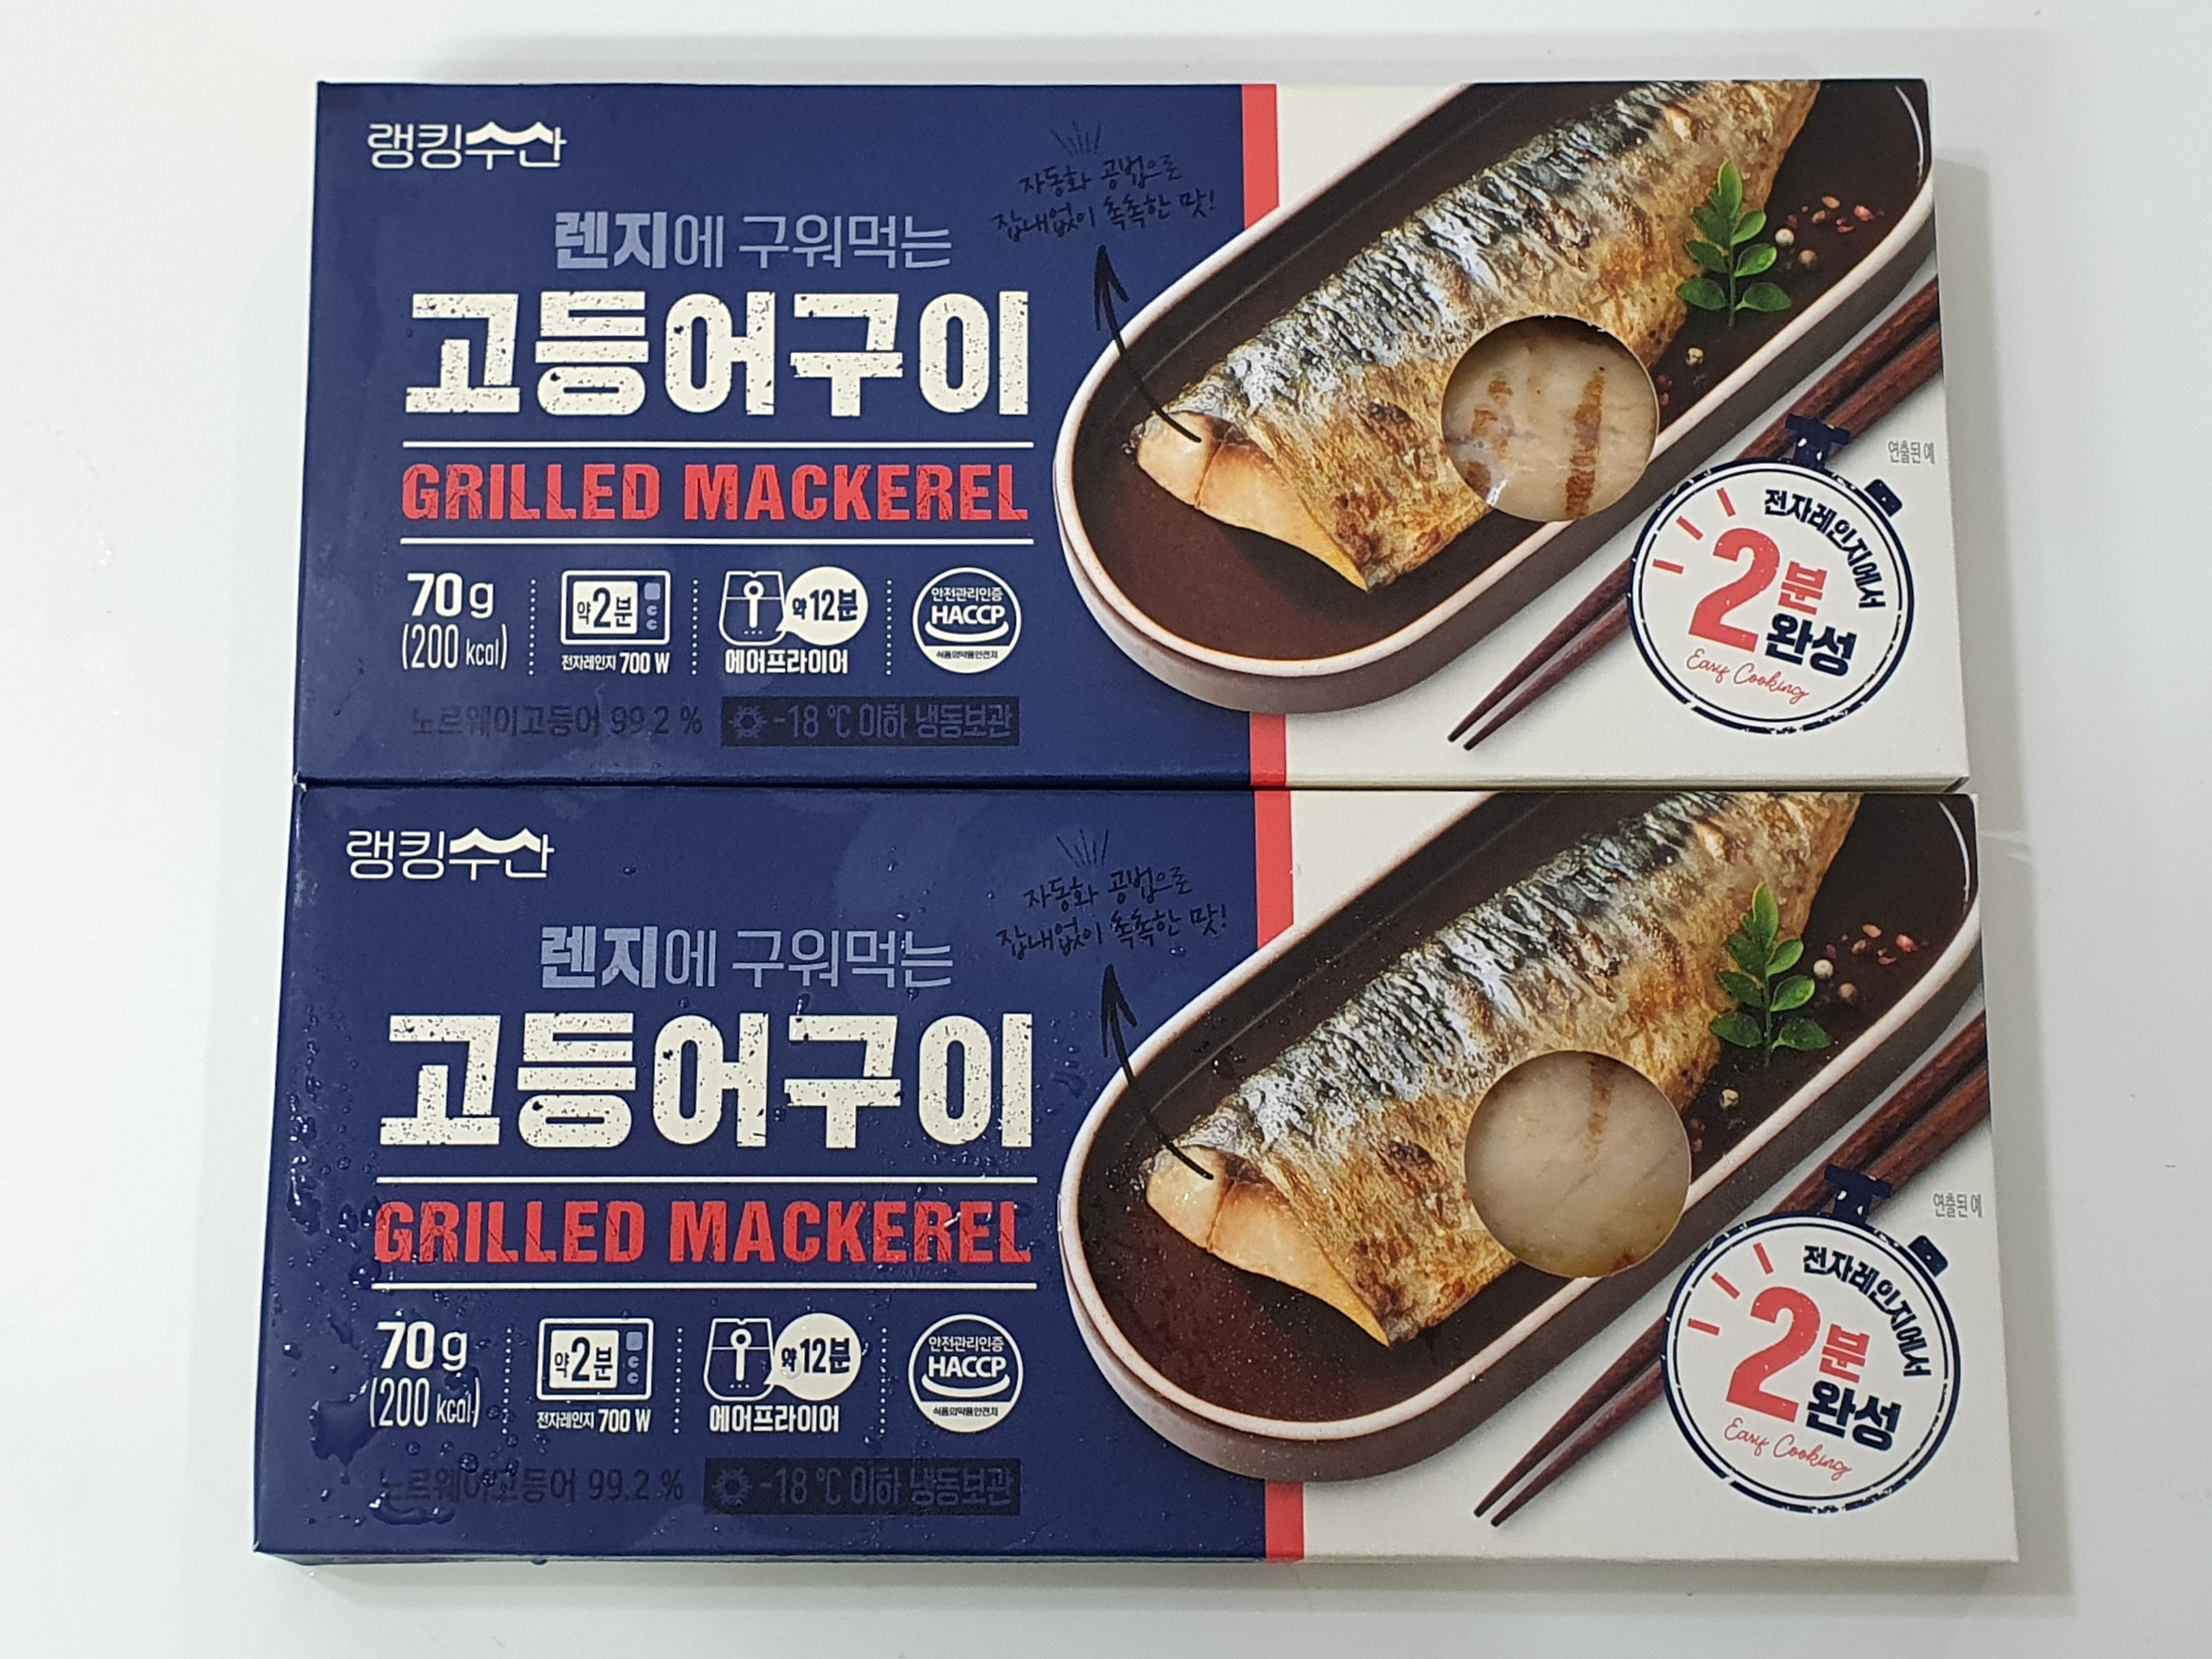 랭킹수산
자동화 공법으로
잡내없이 촉촉한 맛!
렌지에 구워먹는
고등어구이
GRILLED MACKEREL
연출된 예
전자레인지에서
2분
완성
Easy Cooking
70 g
(200 kcal)
약2분
전자레인지 700 W
약12분
에어프라이어
안전관리인증
HACCP
식품의약품안전처
노르웨이고등어 99.2 %
-18 ℃ 이하 냉동보관
랭킹수산
자동화 공법으로
잡내없이 촉촉한 맛!
렌지에 구워먹는
고등어구이
GRILLED MACKEREL
연출된 예
전자레인지에서
2분
완성
Easy Cooking
70 g
(200 kcal)
약2분
전자레인지 700 W
약12분
에어프라이어
안전관리인증
HACCP
식품의약품안전처
노르웨이고등어 99.2 %
-18 ℃ 이하 냉동보관